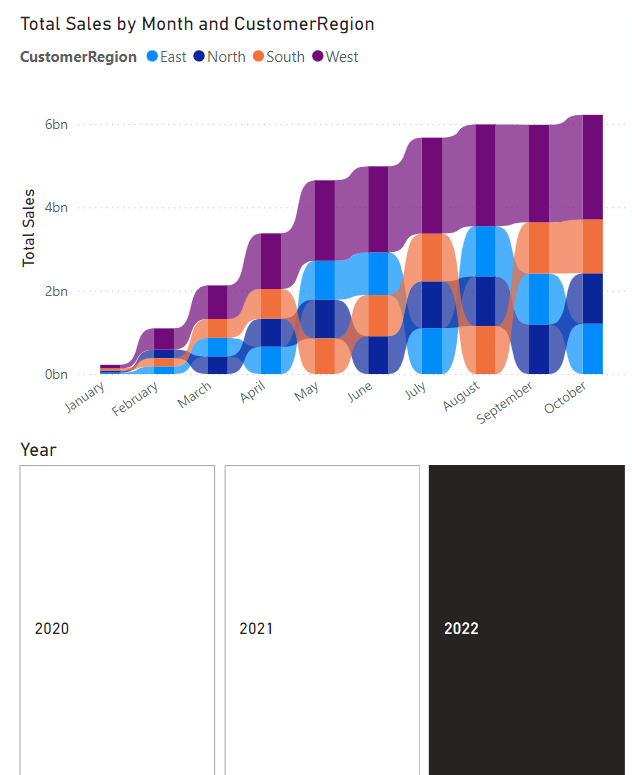 Total Sales by Month and CustomerRegion
CustomerRegion East North South West
6bn
4bn
2bn
0bn
Total Sales
January February March April May June July August September October
Year
2020 2021 2022